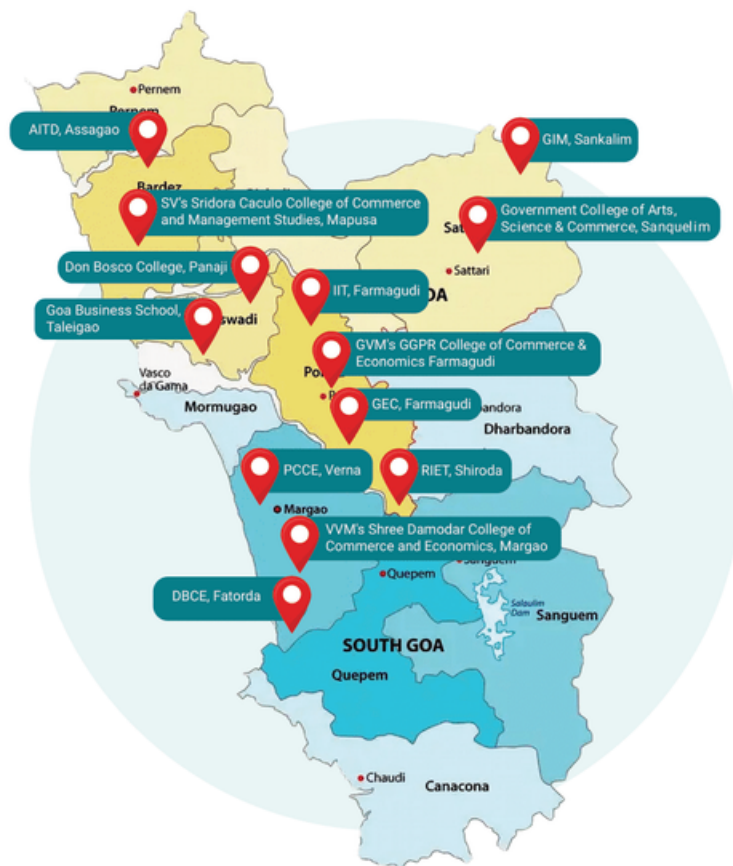 Pernem
Pernem
AITD, Assagao
GIM, Sankalim
Bardez
SV's Sridora Caculo College of Commerce
and Management Studies, Mapusa
Government College of Arts,
Science & Commerce, Sanquelim
Sattari
Don Bosco College, Panaji
IIT, Farmagudi
Goa Business School,
Taleigao
GVM's GGPR College of Commerce &
Economics Farmagudi
Vasco
da Gama
Mormugao
GEC, Farmagudi
Dharbandora
PCCE, Verna
RIET, Shiroda
Margao
VVM's Shree Damodar College of
Commerce and Economics, Margao
Quepem
DBCE, Fatorda
Salaulim
Dam
Sanguem
SOUTH GOA
Quepem
Chaudi
Canacona